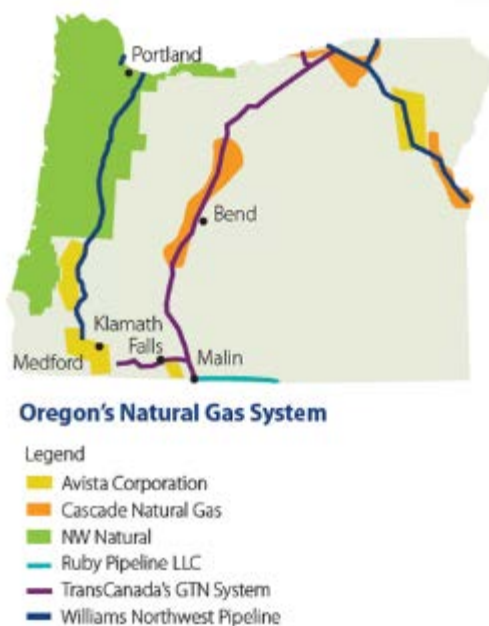 Portland
Bend
Klamath
Falls
Medford
Malin
Oregon's Natural Gas System
Legend
Avista Corporation
Cascade Natural Gas
NW Natural
Ruby Pipeline LLC
TransCanada's GTN System
Williams Northwest Pipeline